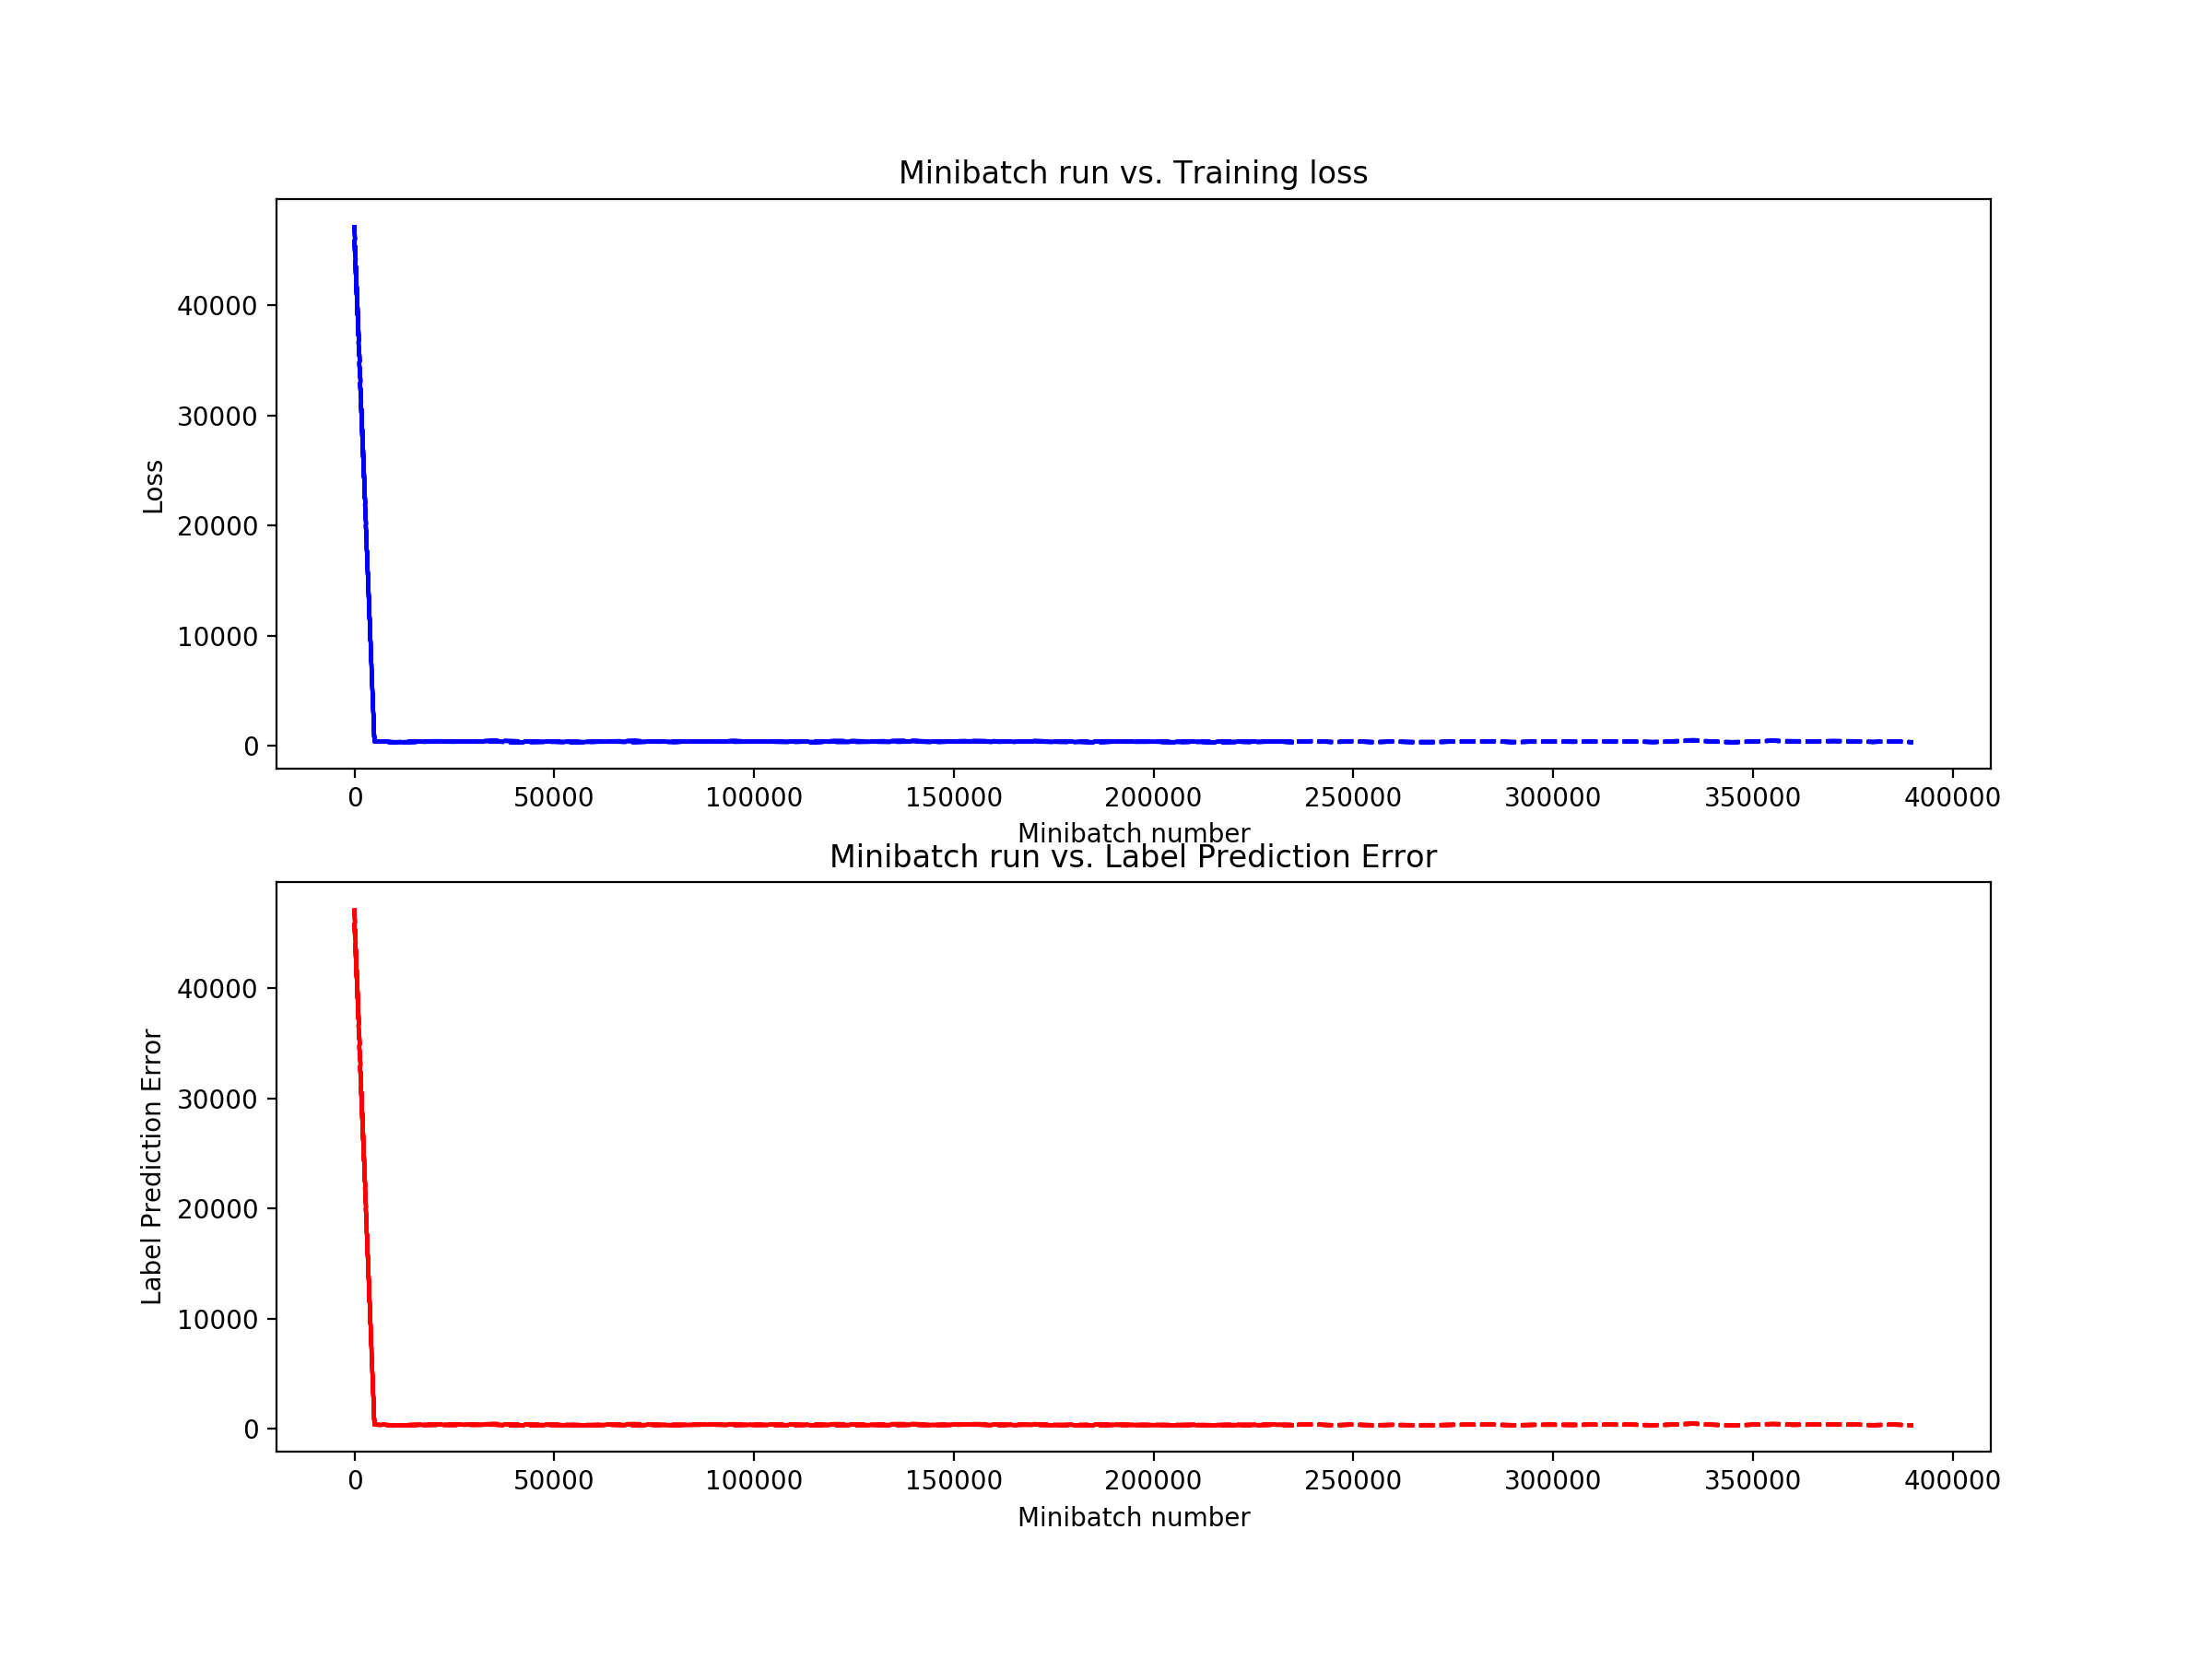 Minibatch run vs. Training loss
40000
30000
20000
10000
0
Loss
0 50000 100000 150000 200000 250000 300000 350000 400000
Minibatch number
Minibatch run vs. Label Prediction Error
40000
30000
20000
10000
0
Label Prediction Error
0 50000 100000 150000 200000 250000 300000 350000 400000
Minibatch number